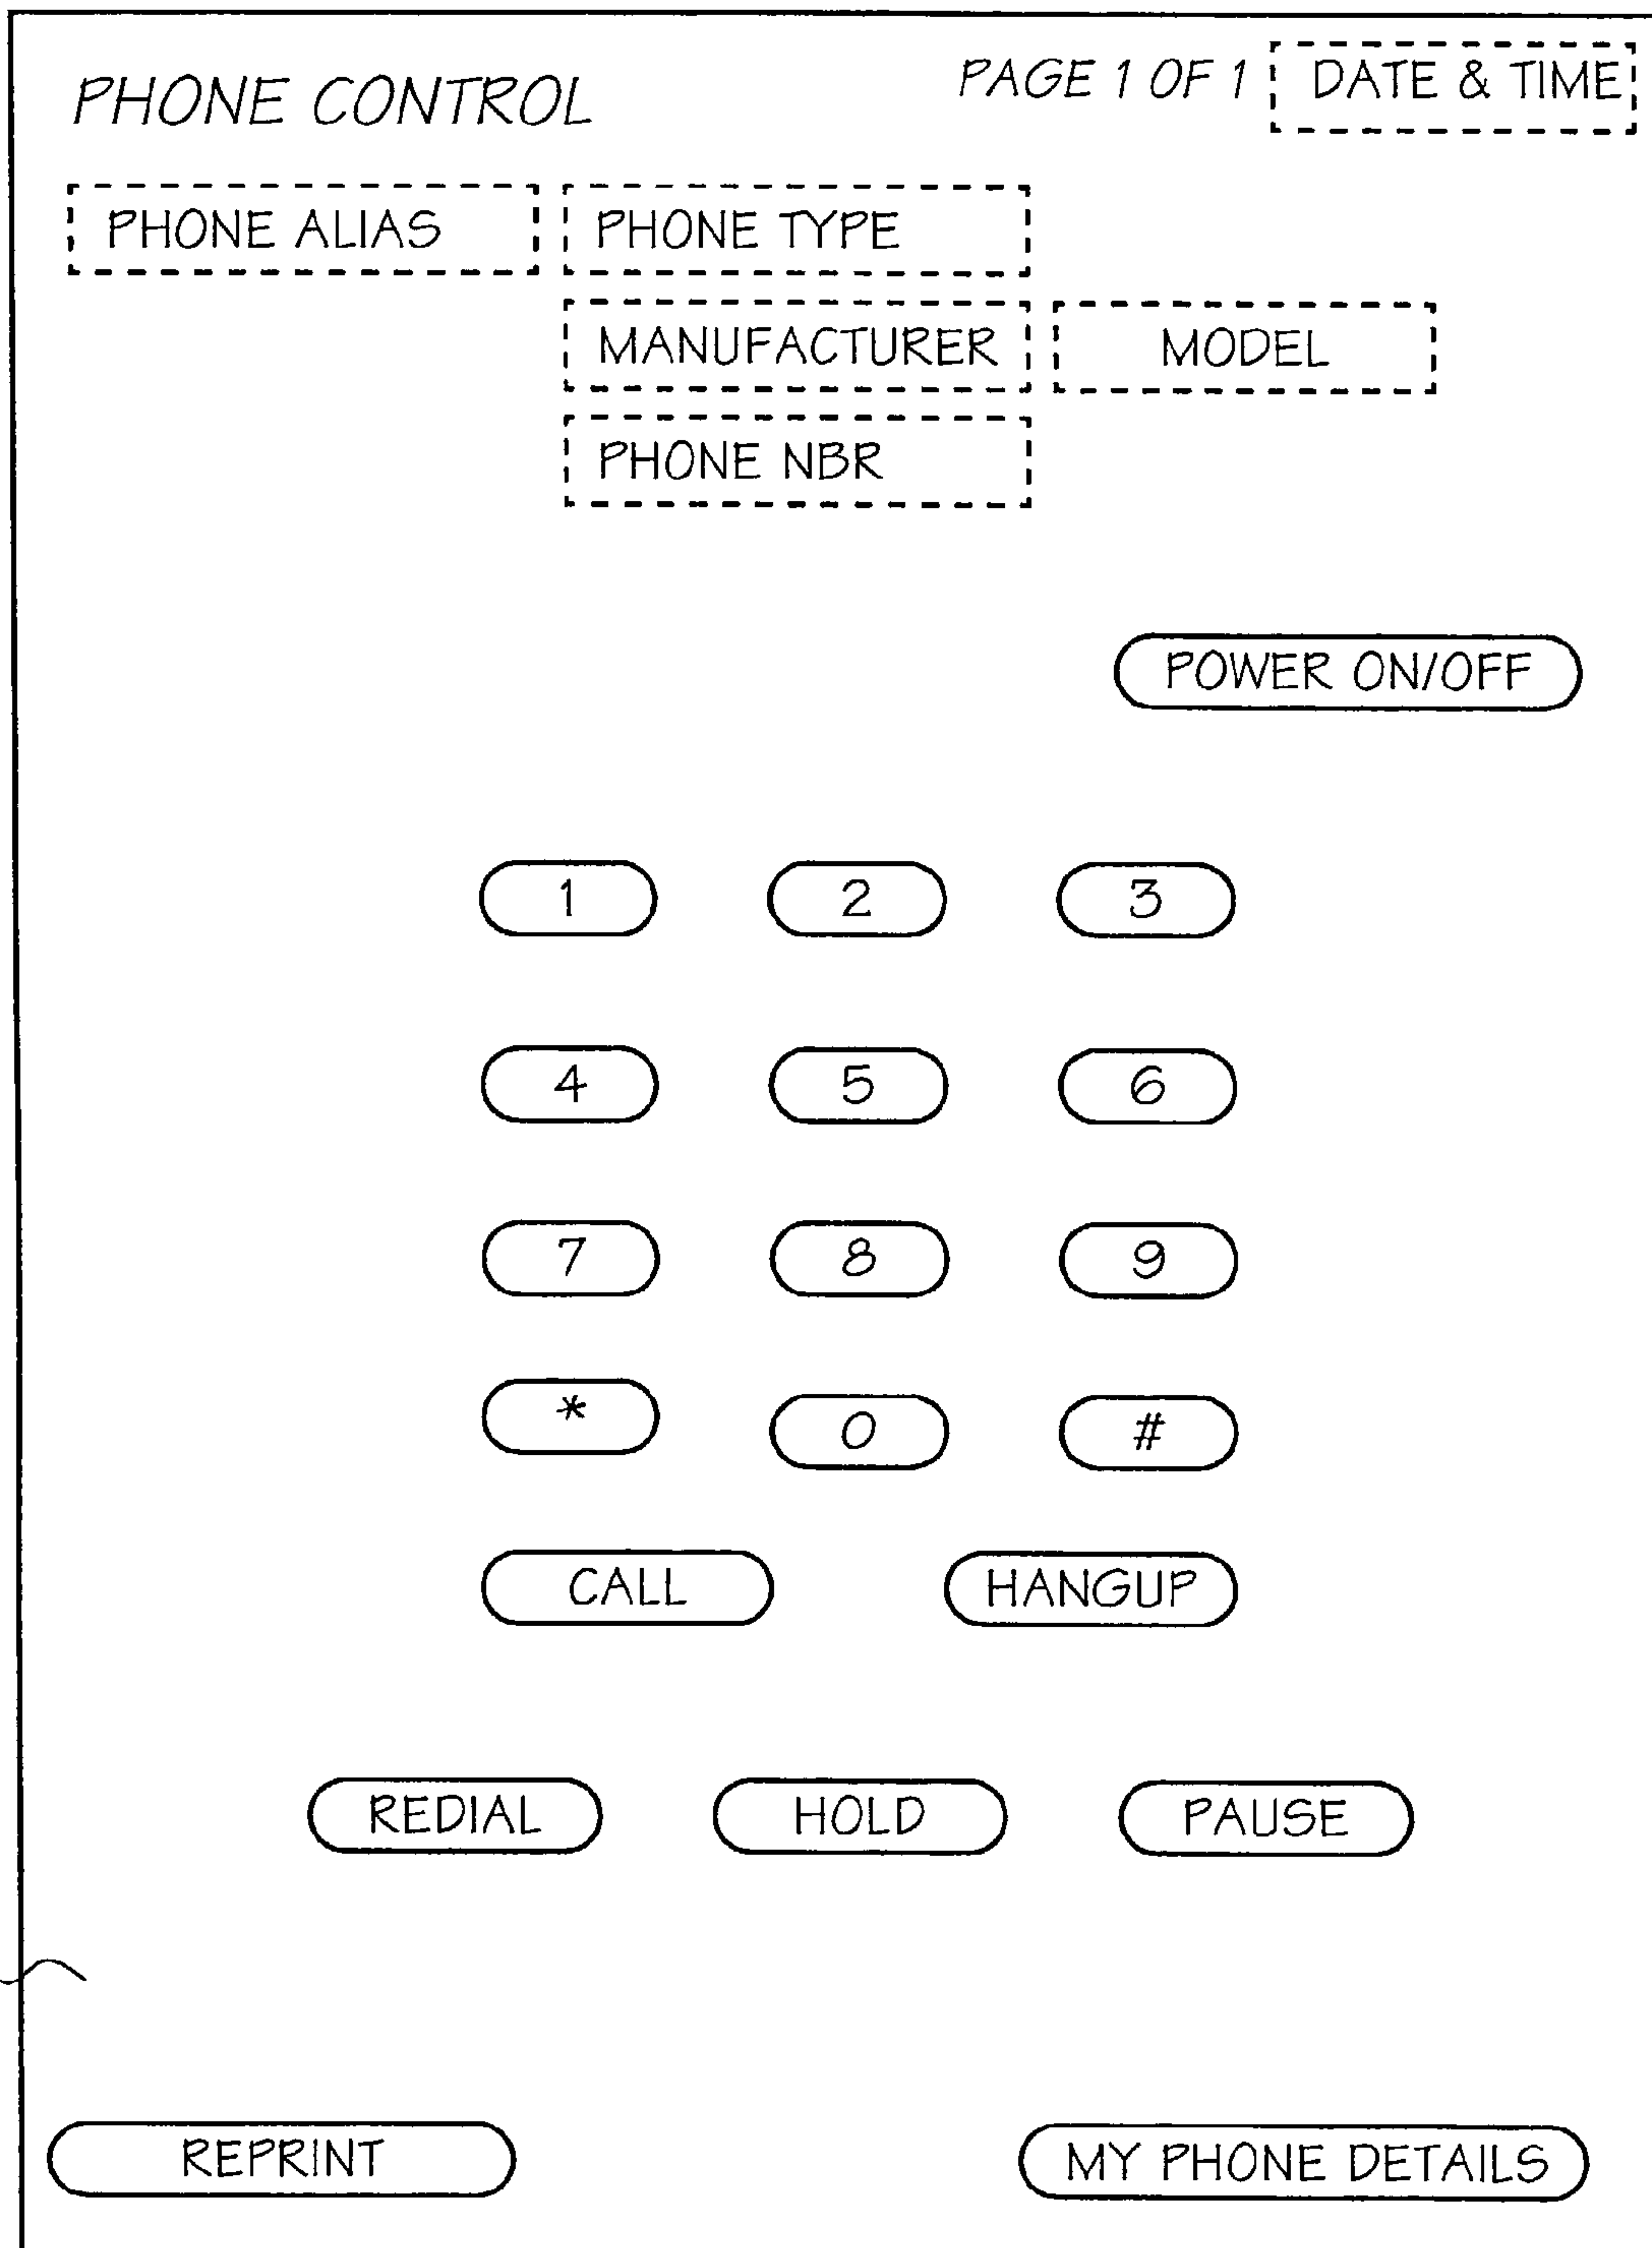 PHONE CONTROL PAGE 1 OF 1 DATE & TIME
PHONE ALIAS PHONE TYPE
MANUFACTURER MODEL
PHONE NBR
POWER ON/OFF
1 2 3
4 5 6
7 8 9
* 0 #
CALL HANGUP
REDIAL HOLD PAUSE
REPRINT MY PHONE DETAILS